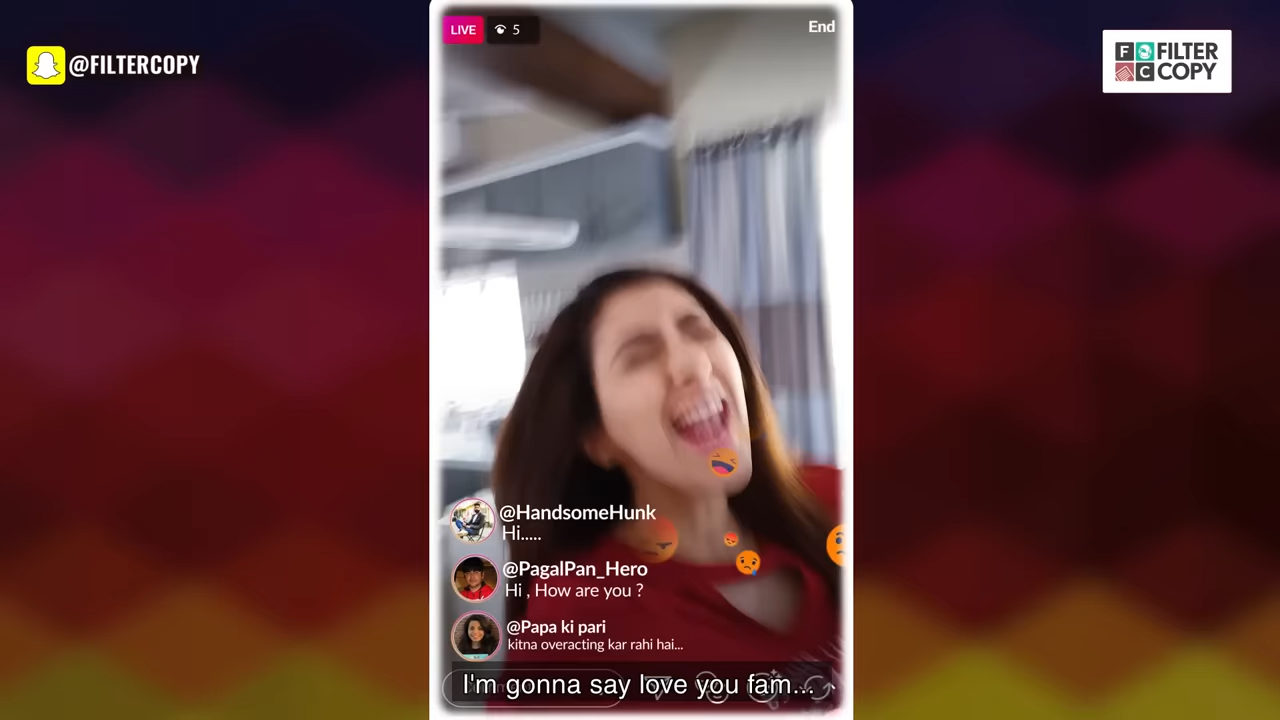 LIVE
5
End
@FILTERCOPY
F FILTER
C COPY
@HandsomeHunk
Hi.....
@PagalPan_Hero
Hi , How are you ?
@Papa ki pari
kitna overacting kar rahi hai...
I'm gonna say love you fam...